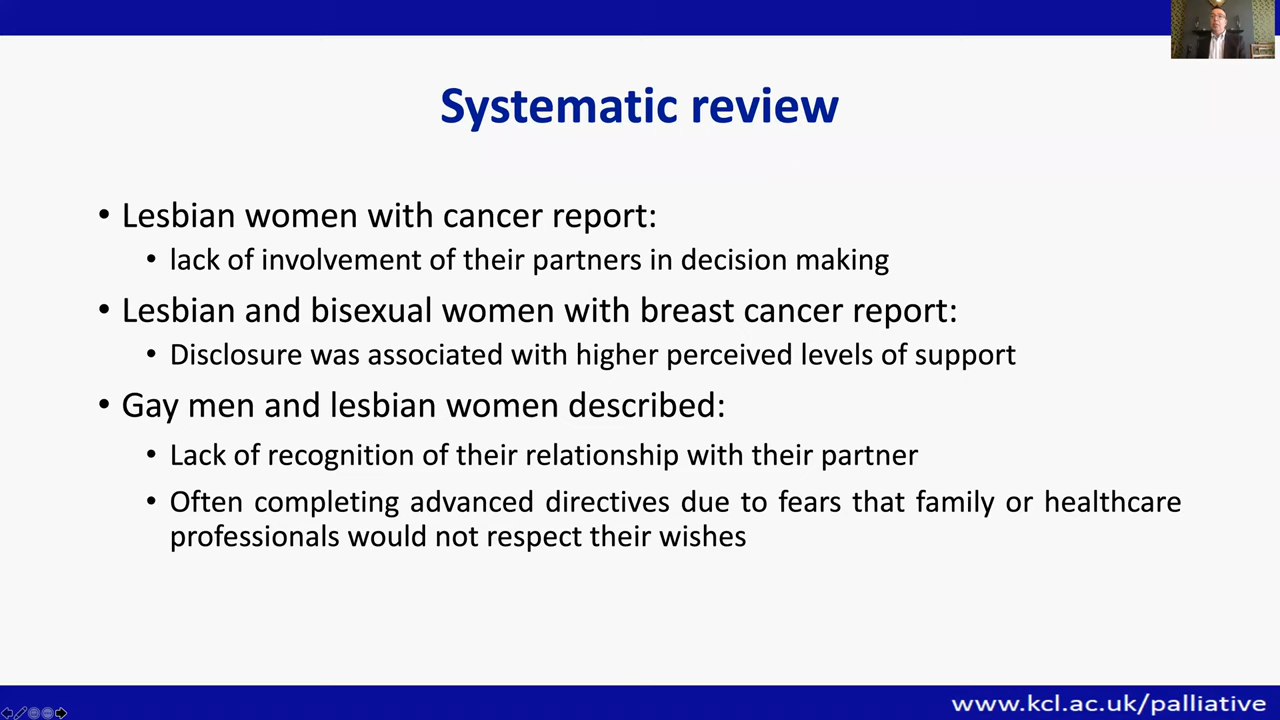 Systematic review
• Lesbian women with cancer report:
• lack of involvement of their partners in decision making
• Lesbian and bisexual women with breast cancer report:
• Disclosure was associated with higher perceived levels of support
• Gay men and lesbian women described:
• Lack of recognition of their relationship with their partner
• Often completing advanced directives due to fears that family or healthcare
professionals would not respect their wishes
www.kcl.ac.uk/palliative